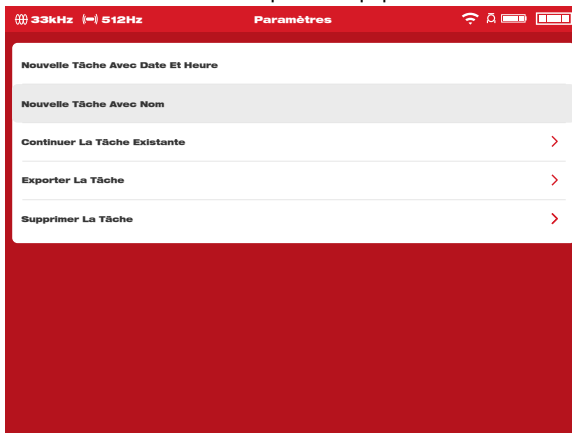 33kHz 512Hz Paramètres
Nouvelle Tâche Avec Date Et Heure
Nouvelle Tâche Avec Nom
Continuer La Tâche Existante
Exporter La Tâche
Supprimer La Tâche